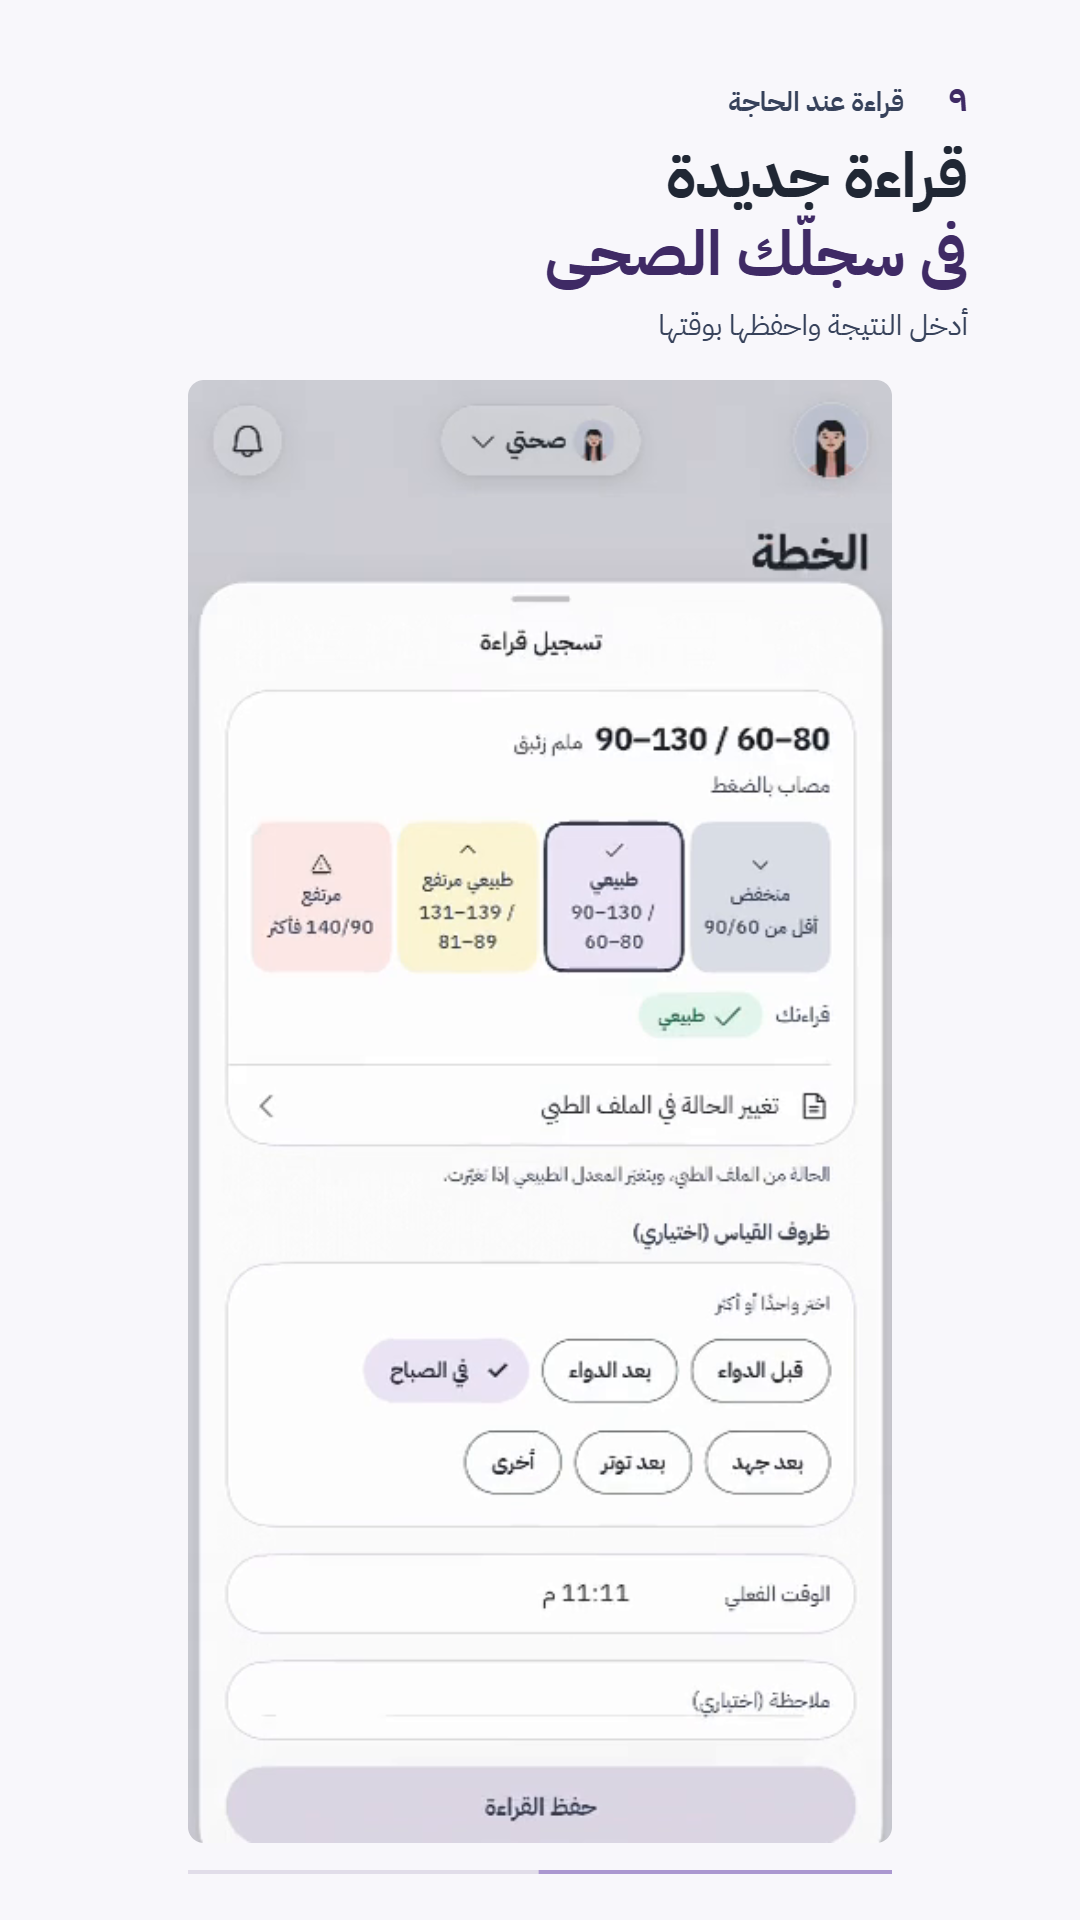 ٩ قراءة عند الحاجة
قراءة جديدة
في سجلّك الصحي
أدخل النتيجة واحفظها بوقتها
صحتي
الخطة
تسجيل قراءة
90–130 / 60–80 ملم زئبق
مصاب بالضغط
منخفض
أقل من 90/60
طبيعي
90–130 /
60–80
طبيعي مرتفع
131–139 /
81–89
مرتفع
140/90 فأكثر
قراءتك طبيعي
تغيير الحالة في الملف الطبي
الحالة من الملف الطبي، ويتغيّر المعدل الطبيعي إذا تغيّرت.
ظروف القياس (اختياري)
اختر واحدًا أو أكثر
قبل الدواء بعد الدواء في الصباح
بعد جهد بعد توتر أخرى
الوقت الفعلي 11:11 م
ملاحظة (اختياري)
حفظ القراءة